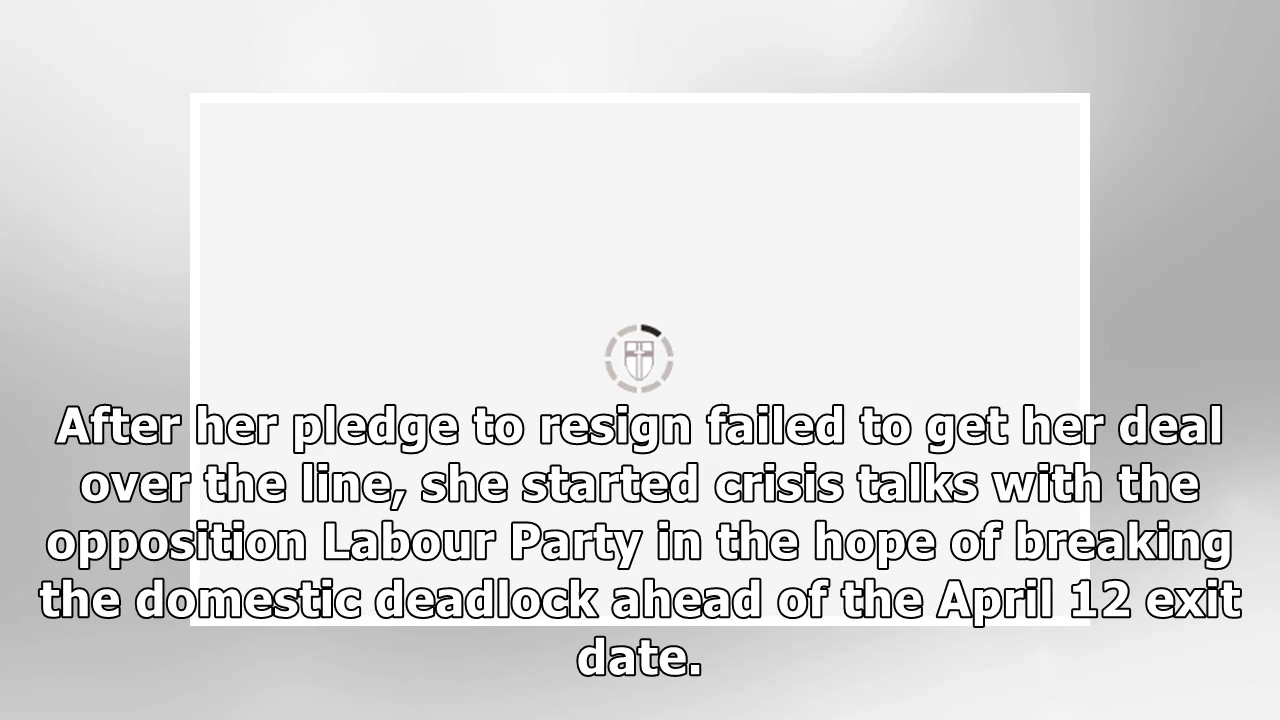 After her pledge to resign failed to get her deal
over the line, she started crisis talks with the
opposition Labour Party in the hope of breaking
the domestic deadlock ahead of the April 12 exit
date.